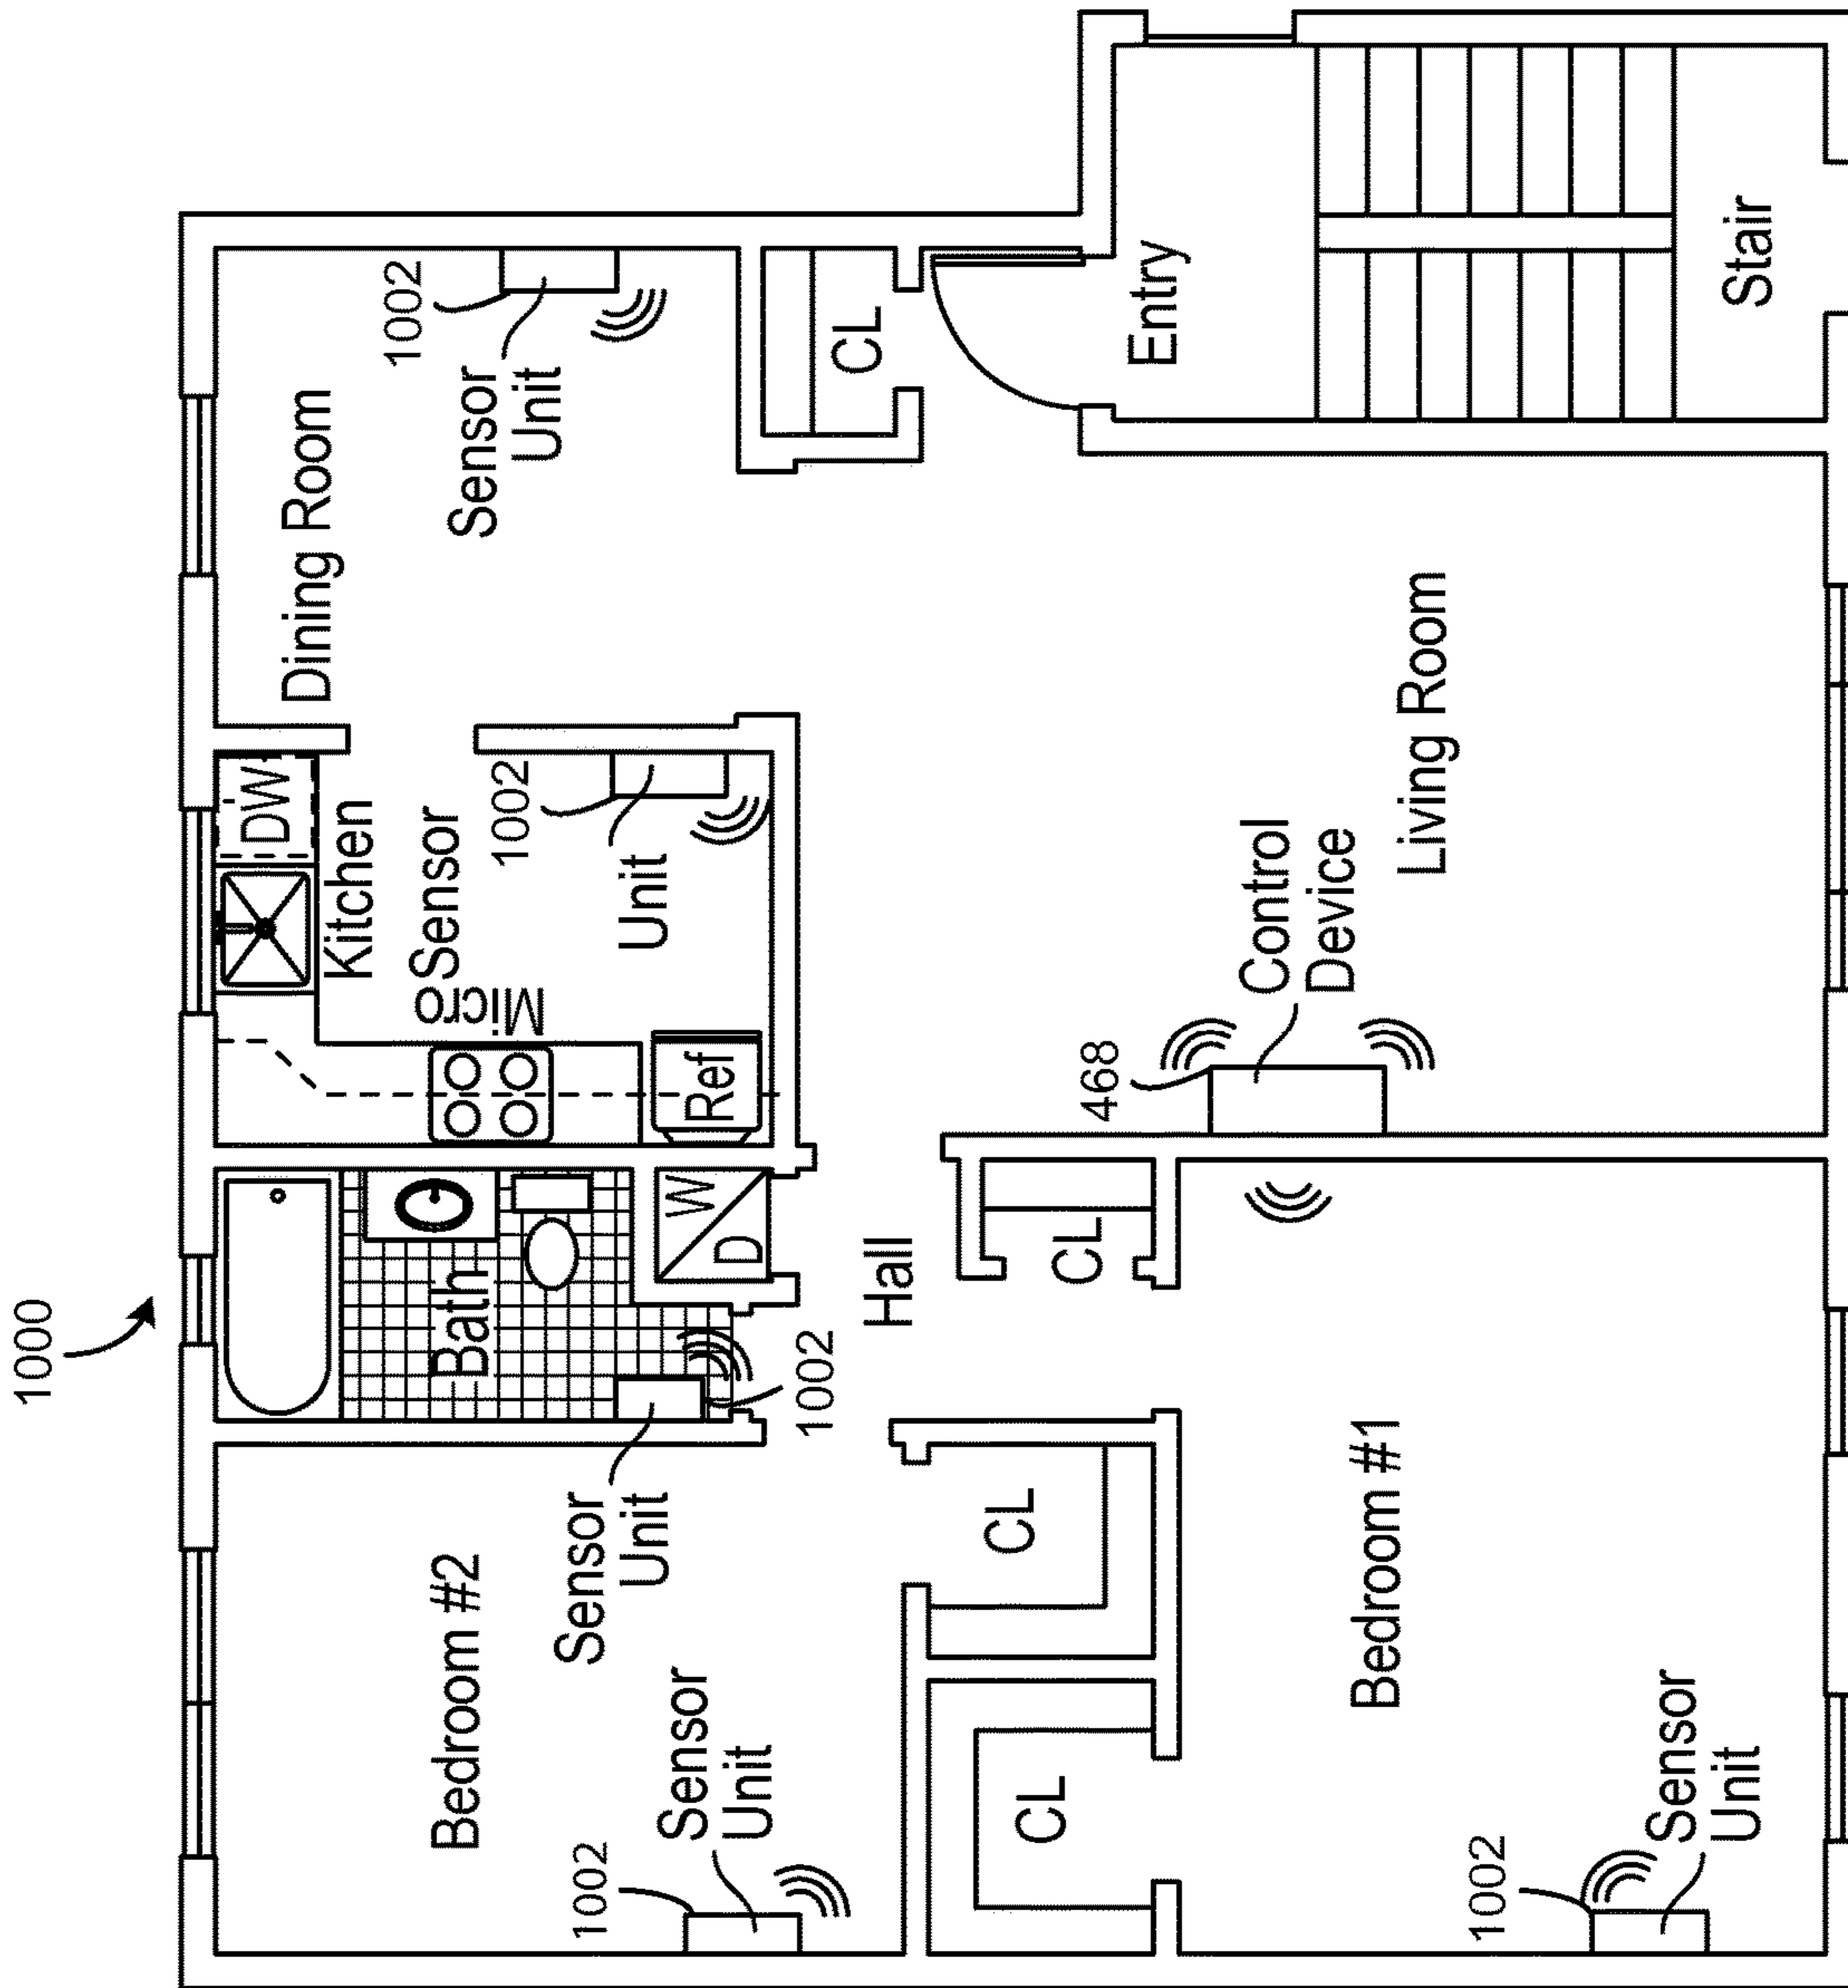 1000
Bedroom #2
Sensor
Unit
1002
Sensor
Unit
Bath
1002
W
D
Hall
Kitchen
DW
Sensor
Unit
1002
Micro
Ref
Dining Room
1002
Sensor
Unit
CL
Entry
Stair
Living Room
Control
Device
468
CL
CL
CL
Bedroom #1
Sensor
Unit
1002